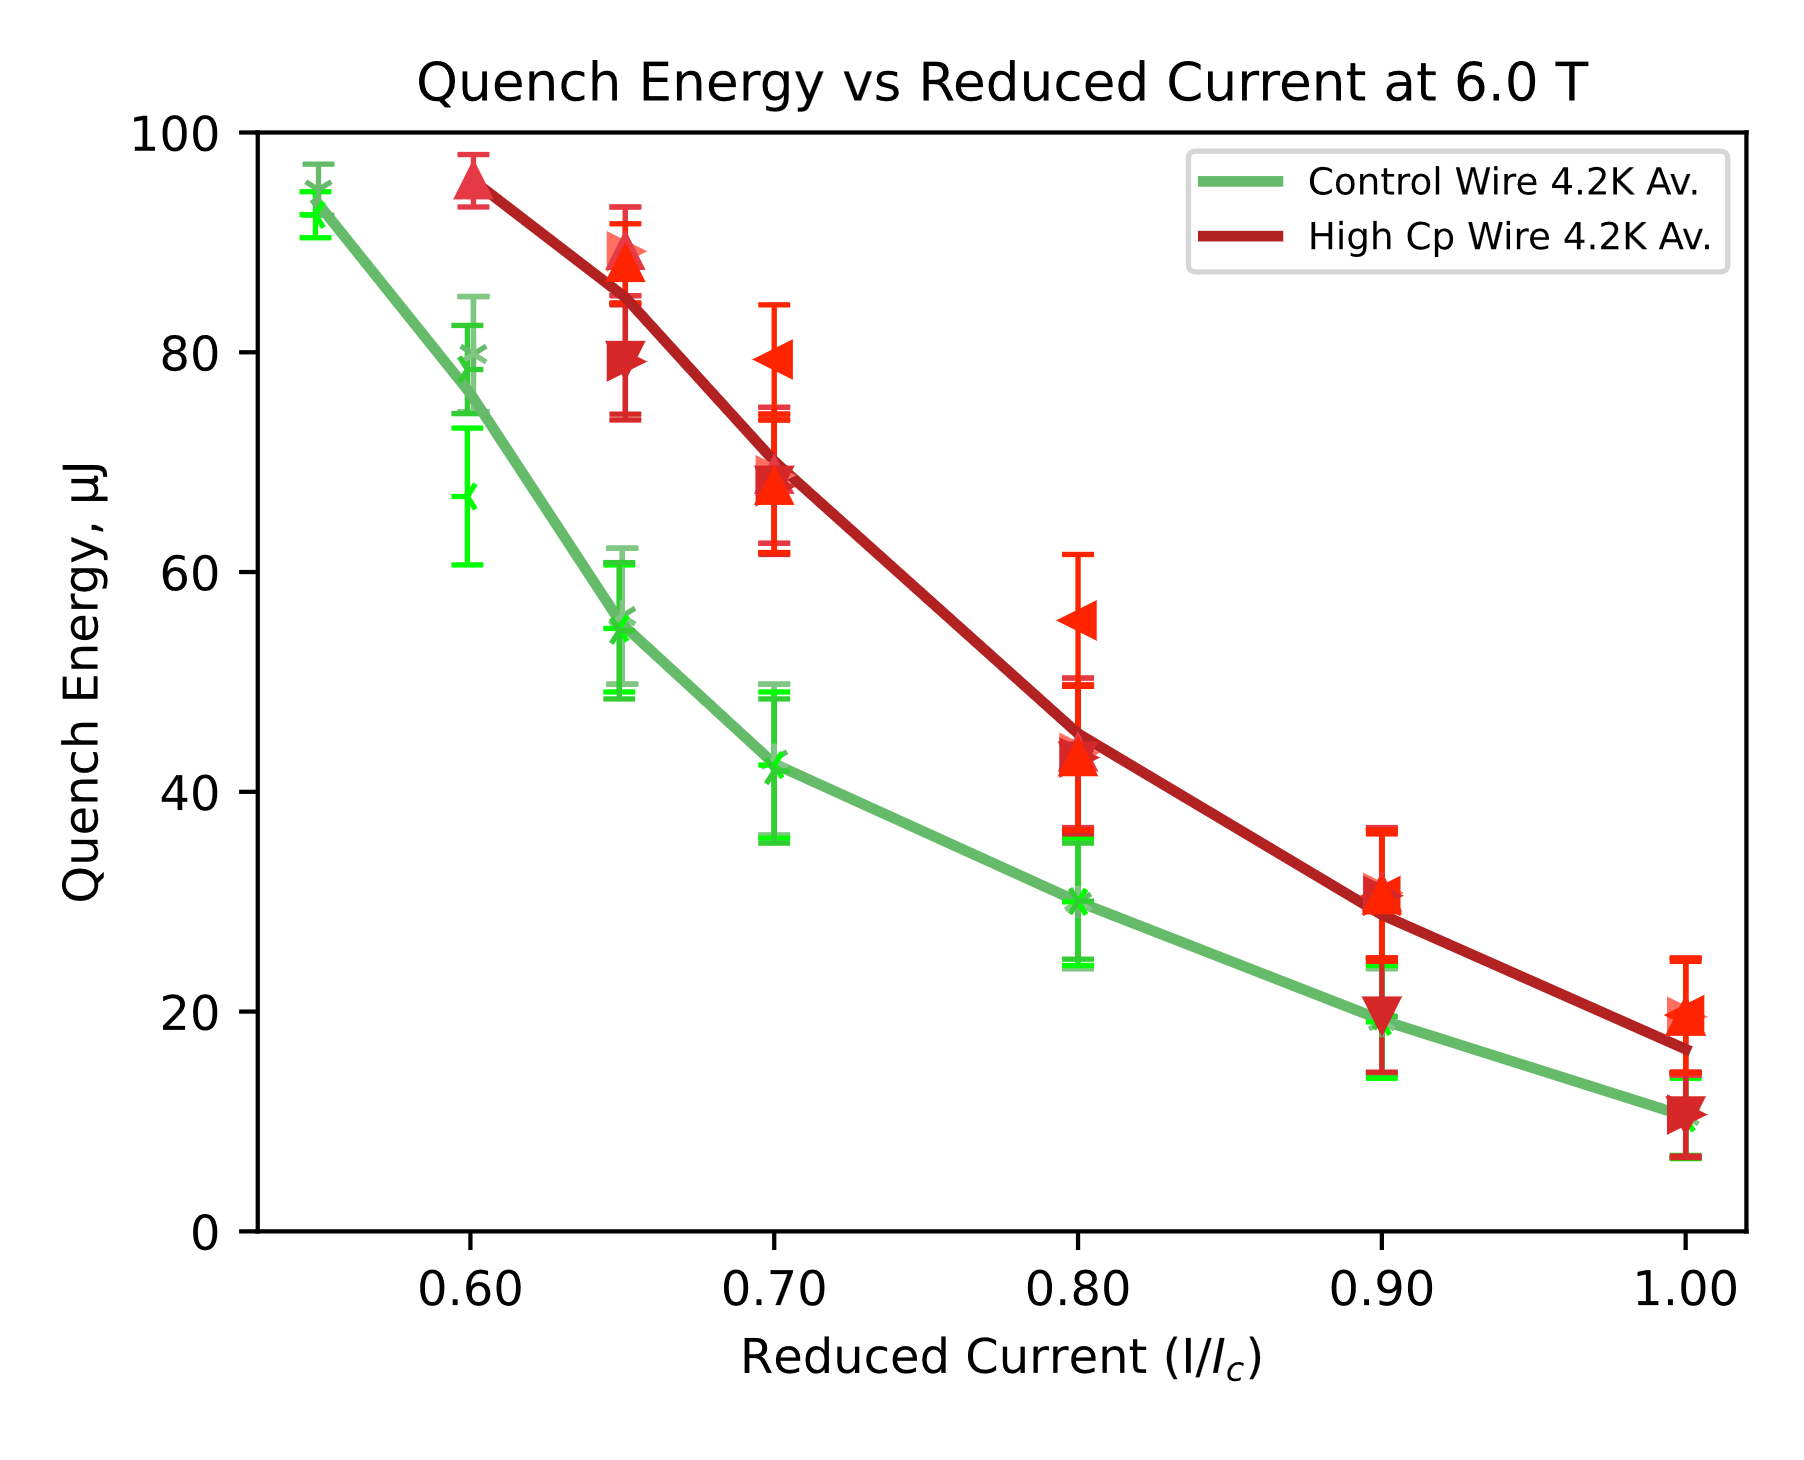 Quench Energy vs Reduced Current at 6.0 T
Control Wire 4.2K Av.
High Cp Wire 4.2K Av.
Quench Energy, μJ
100
80
60
40
20
0
0.60 0.70 0.80 0.90 1.00
Reduced Current (I/I_c)